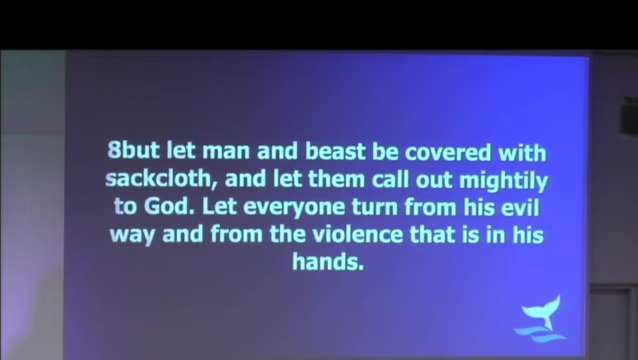 8but let man and beast be covered with
sackcloth, and let them call out mightily
to God. Let everyone turn from his evil
way and from the violence that is in his
hands.